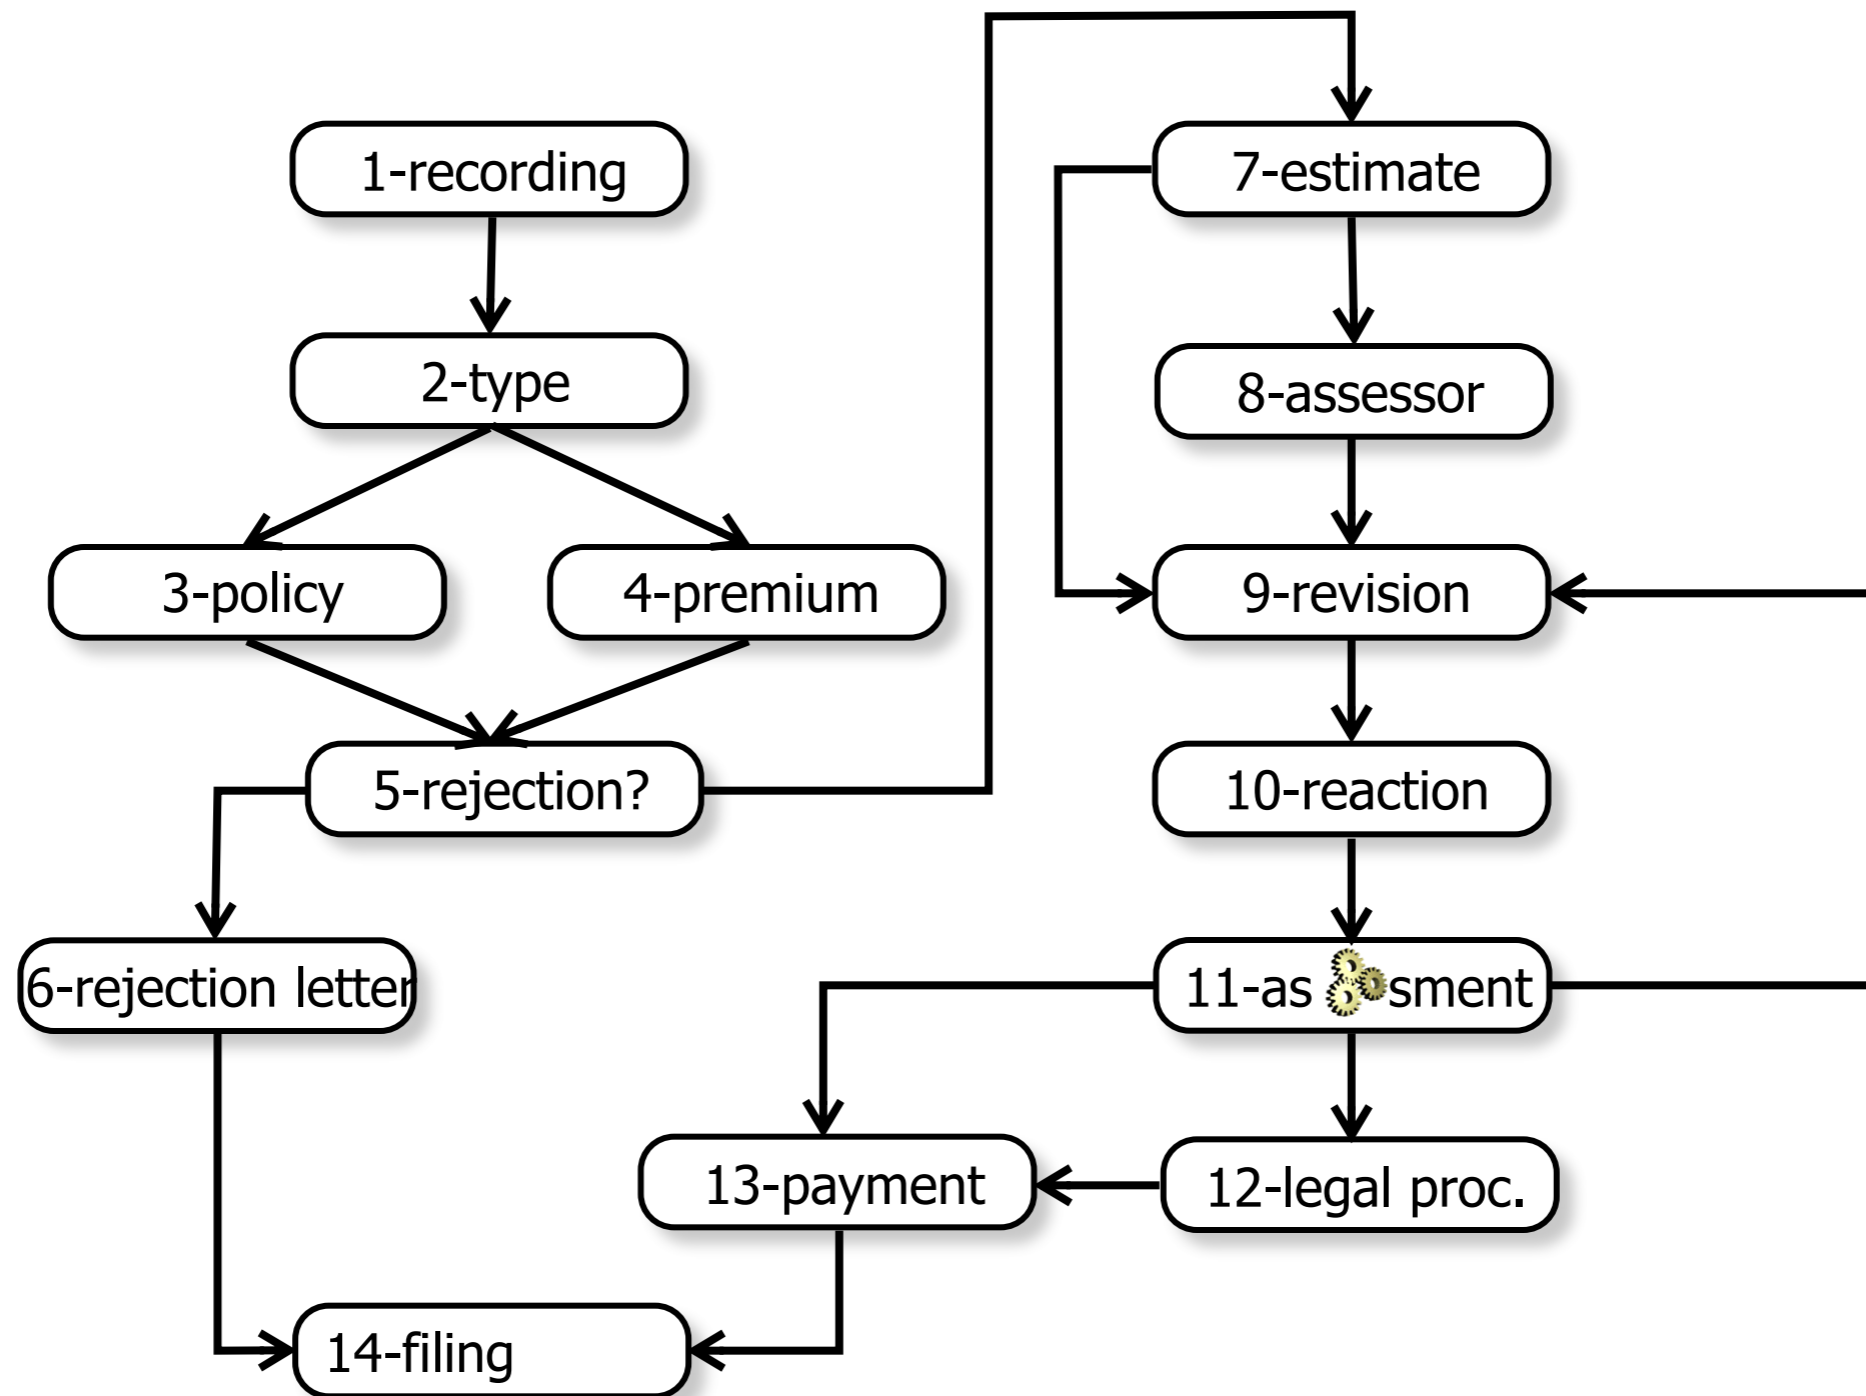 1-recording
2-type
3-policy
4-premium
5-rejection?
6-rejection letter
7-estimate
8-assessor
9-revision
10-reaction
11-as sment
12-legal proc.
13-payment
14-filing